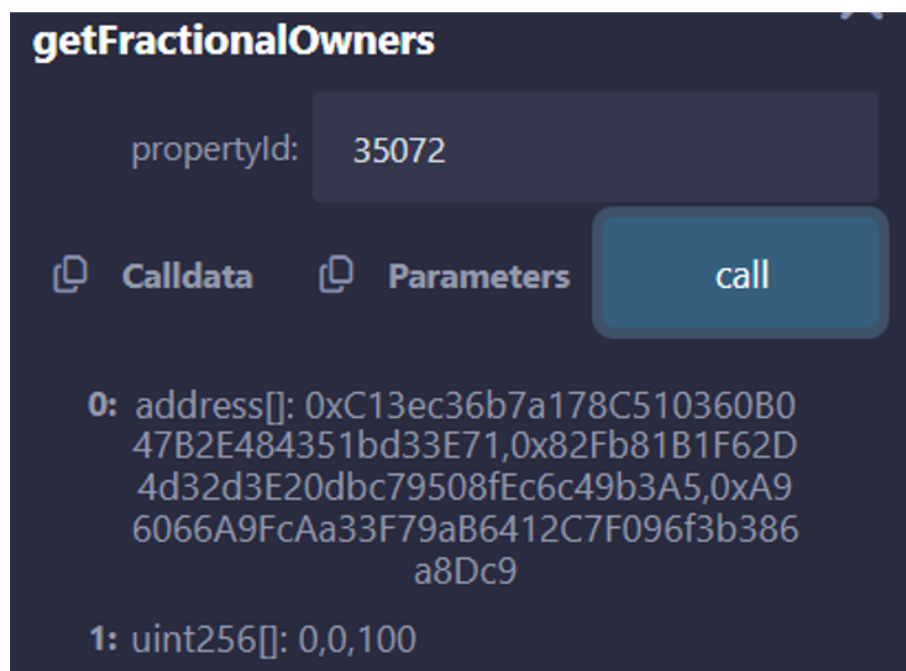 getFractionalOwners
propertyId: 35072
Calldata Parameters call
0: address[]: 0xC13ec36b7a178C510360B0
47B2E484351bd33E71,0x82Fb81B1F62D
4d32d3E20dbc79508fEc6c49b3A5,0xA9
6066A9FcAa33F79aB6412C7F096f3b386
a8Dc9
1: uint256[]: 0,0,100